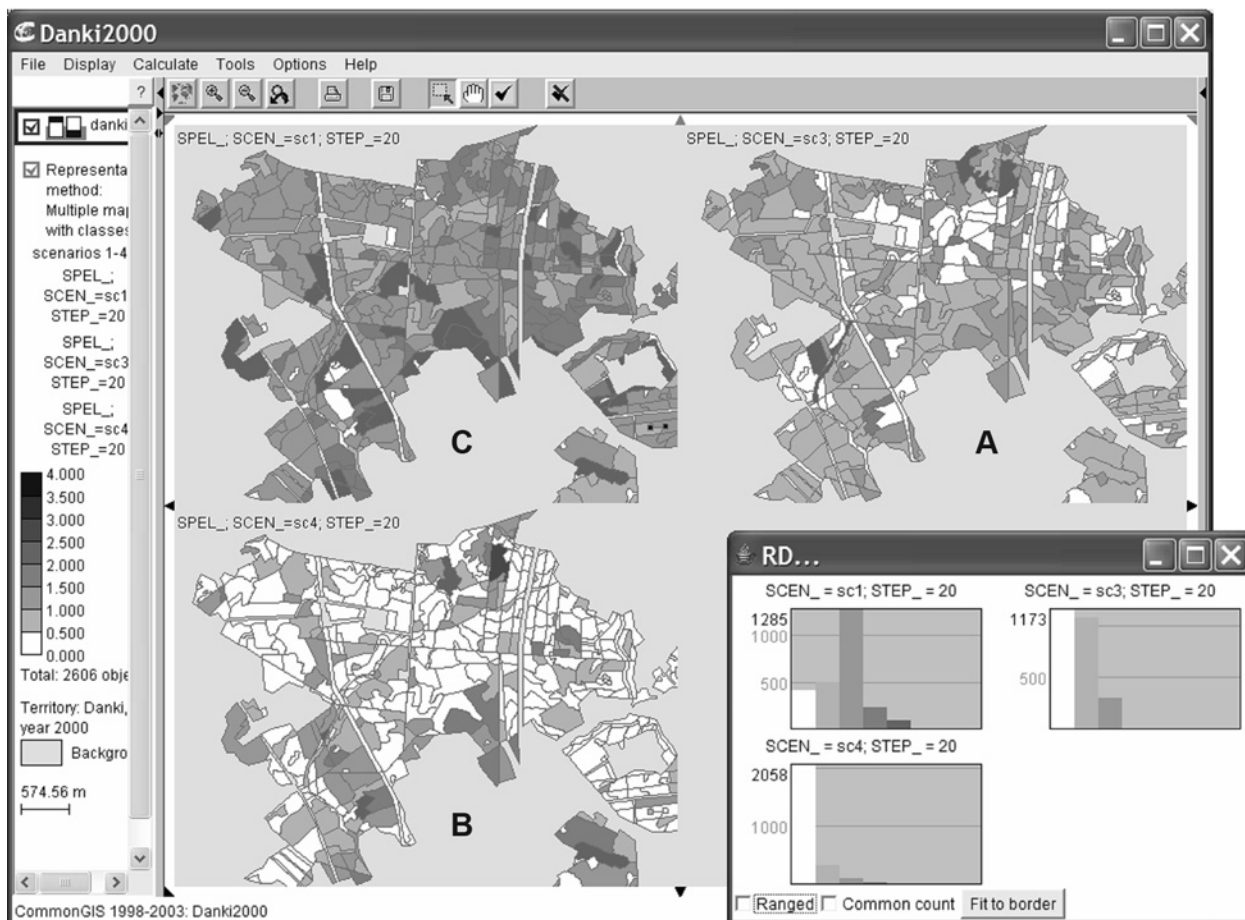 Danki2000
File Display Calculate Tools Options Help
?
danki
Representa
method:
Multiple map
with classes
scenarios 1-4
SPEL_;
SCEN_=sc1
STEP_=20
SPEL_;
SCEN_=sc3
STEP_=20
SPEL_;
SCEN_=sc4
STEP_=20
4.000
3.500
3.000
2.500
2.000
1.500
1.000
0.500
0.000
Total: 2606 obje
Territory: Danki,
year 2000
Backgro
574.56 m
SPEL_; SCEN_=sc1; STEP_=20
C
SPEL_; SCEN_=sc3; STEP_=20
A
SPEL_; SCEN_=sc4; STEP_=20
B
RD...
SCEN_ = sc1; STEP_ = 20
1285
1000
500
SCEN_ = sc3; STEP_ = 20
1173
500
SCEN_ = sc4; STEP_ = 20
2058
1000
Ranged Common count Fit to border
CommonGIS 1998-2003: Danki2000